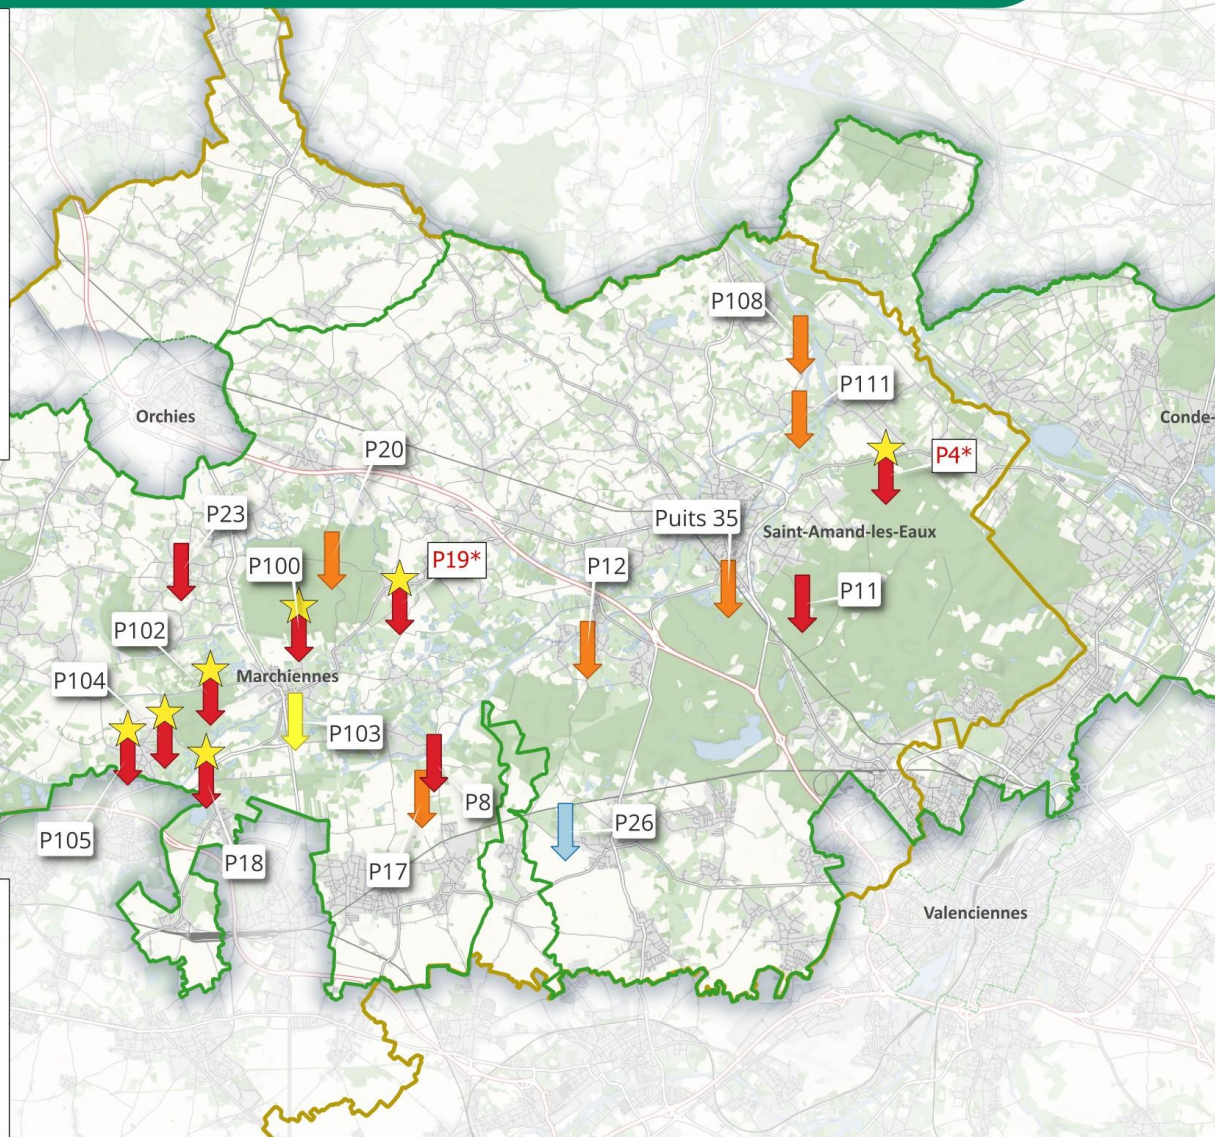 P108
P111
Orchies
Conde-
P20
P4*
P23
Puits 35
Saint-Amand-les-Eaux
P100
P19*
P12
P11
P102
Marchiennes
P104
P103
P8
P26
P105
P18
P17
Valenciennes